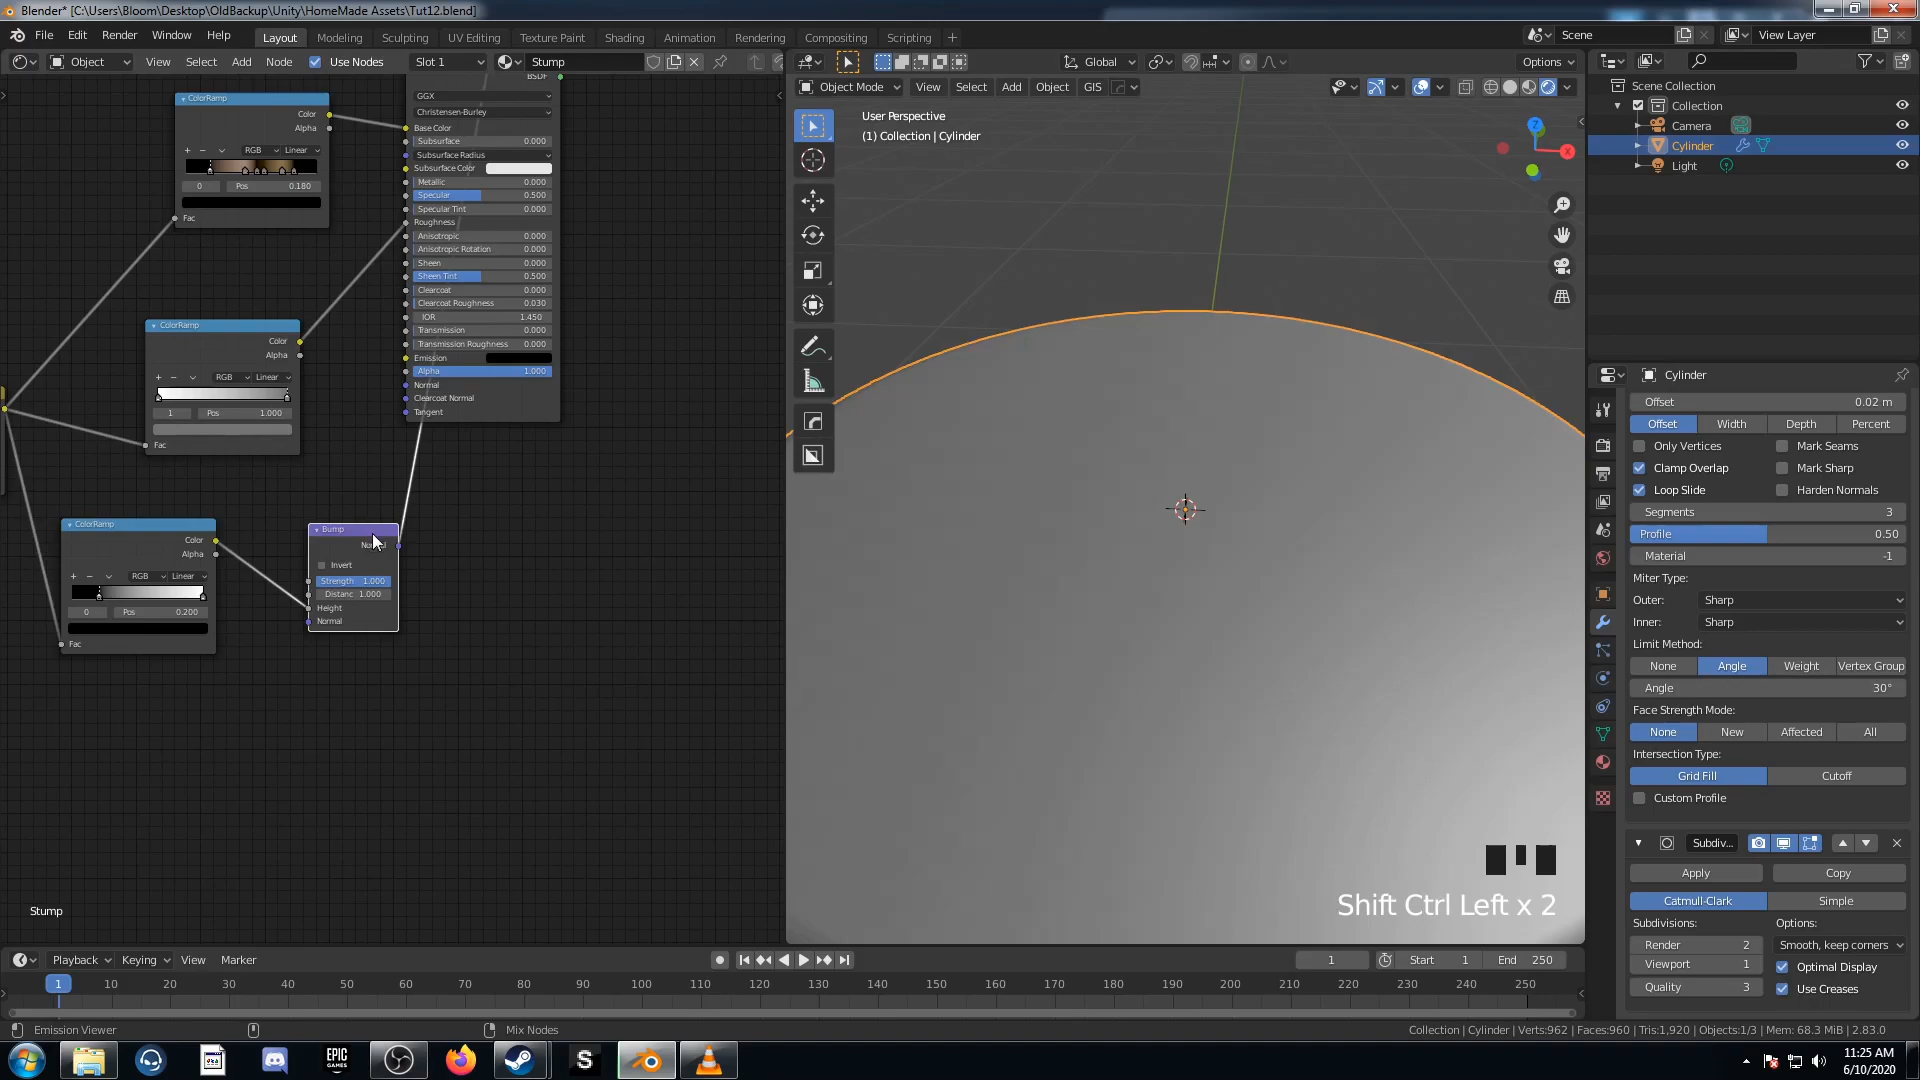 Blender* [C:\Users\Bloom\Desktop\OldBackup\Unity\HomeMade Assets\Tut12.blend]
File Edit Render Window Help Layout Modeling Sculpting UV Editing Texture Paint Shading Animation Rendering Compositing Scripting + Scene View Layer
Object View Select Add Object Node Use Nodes Slot 1 Stump Global Options
Object Mode View Select Add Object GIS
User Perspective
(1) Collection | Cylinder
Scene Collection
Collection
Camera
Cylinder
Light
ColorRamp
Color
Alpha
RGB Linear
0 Pos 0.180
Fac
ColorRamp
Color
Alpha
RGB Linear
1 Pos 1.000
Fac
ColorRamp
Color
Alpha
RGB Linear
0 Pos 0.200
Fac
Bump
Invert
Strength 1.000
Distanc 1.000
Height
Normal
BSDF
GGX
Christensen-Burley
Base Color
Subsurface 0.000
Subsurface Radius
Subsurface Color
Metallic 0.000
Specular 0.500
Specular Tint 0.000
Roughness
Anisotropic 0.000
Anisotropic Rotation 0.000
Sheen 0.000
Sheen Tint 0.500
Clearcoat 0.000
Clearcoat Roughness 0.030
IOR 1.450
Transmission 0.000
Transmission Roughness 0.000
Emission
Alpha 1.000
Normal
Clearcoat Normal
Tangent
Stump
Z
X
Shift Ctrl Left x 2
Cylinder
Offset 0.02 m
Offset Width Depth Percent
Only Vertices Mark Seams
Clamp Overlap Mark Sharp
Loop Slide Harden Normals
Segments 3
Profile 0.50
Material -1
Miter Type:
Outer: Sharp
Inner: Sharp
Limit Method:
None Angle Weight Vertex Group
Angle 30°
Face Strength Mode:
None New Affected All
Intersection Type:
Grid Fill Cutoff
Custom Profile
Subdiv...
Apply Copy
Catmull-Clark Simple
Subdivisions: Options:
Render 2 Smooth, keep corners
Viewport 1 Optimal Display
Quality 3 Use Creases
Playback Keying View Marker 1 Start 1 End 250
1 10 20 30 40 50 60 70 80 90 100 110 120 130 140 150 160 170 180 190 200 210 220 230 240 250
Emission Viewer Mix Nodes Collection | Cylinder | Verts:962 | Faces:960 | Tris:1,920 | Objects:1/3 | Mem: 68.3 MiB | 2.83.0
EPIC GAMES
S
11:25 AM
6/10/2020